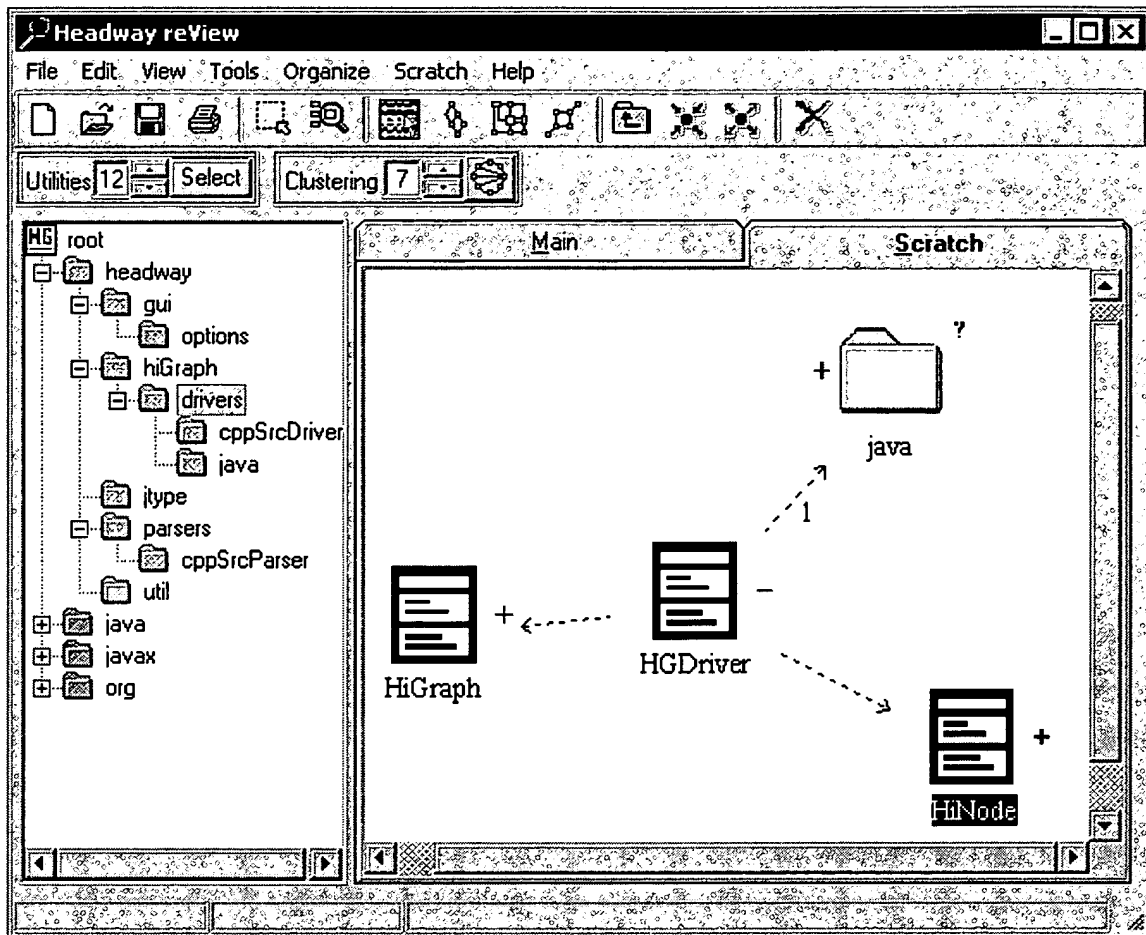 Headway reView
File Edit View Tools Organize Scratch Help
Utilities 12 Select Clustering 7
HG root
headway
gui
options
hiGraph
drivers
cppSrcDriver
java
jtype
parsers
cppSrcParser
util
java
javax
org
Main Scratch
+ ?
java
1
+ -
HiGraph HGDriver
+
HiNode